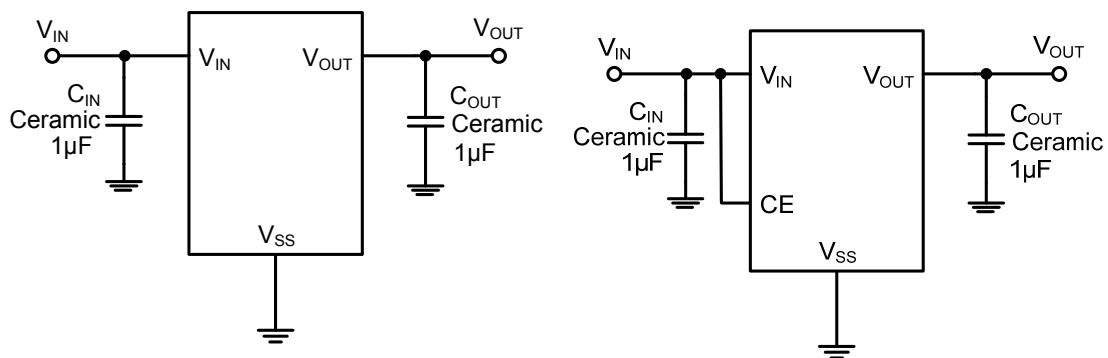 VIN
VIN
VOUT
VOUT
CIN
Ceramic
1µF
COUT
Ceramic
1µF
VSS
VIN
VIN
VOUT
VOUT
CIN
Ceramic
1µF
COUT
Ceramic
1µF
CE
VSS